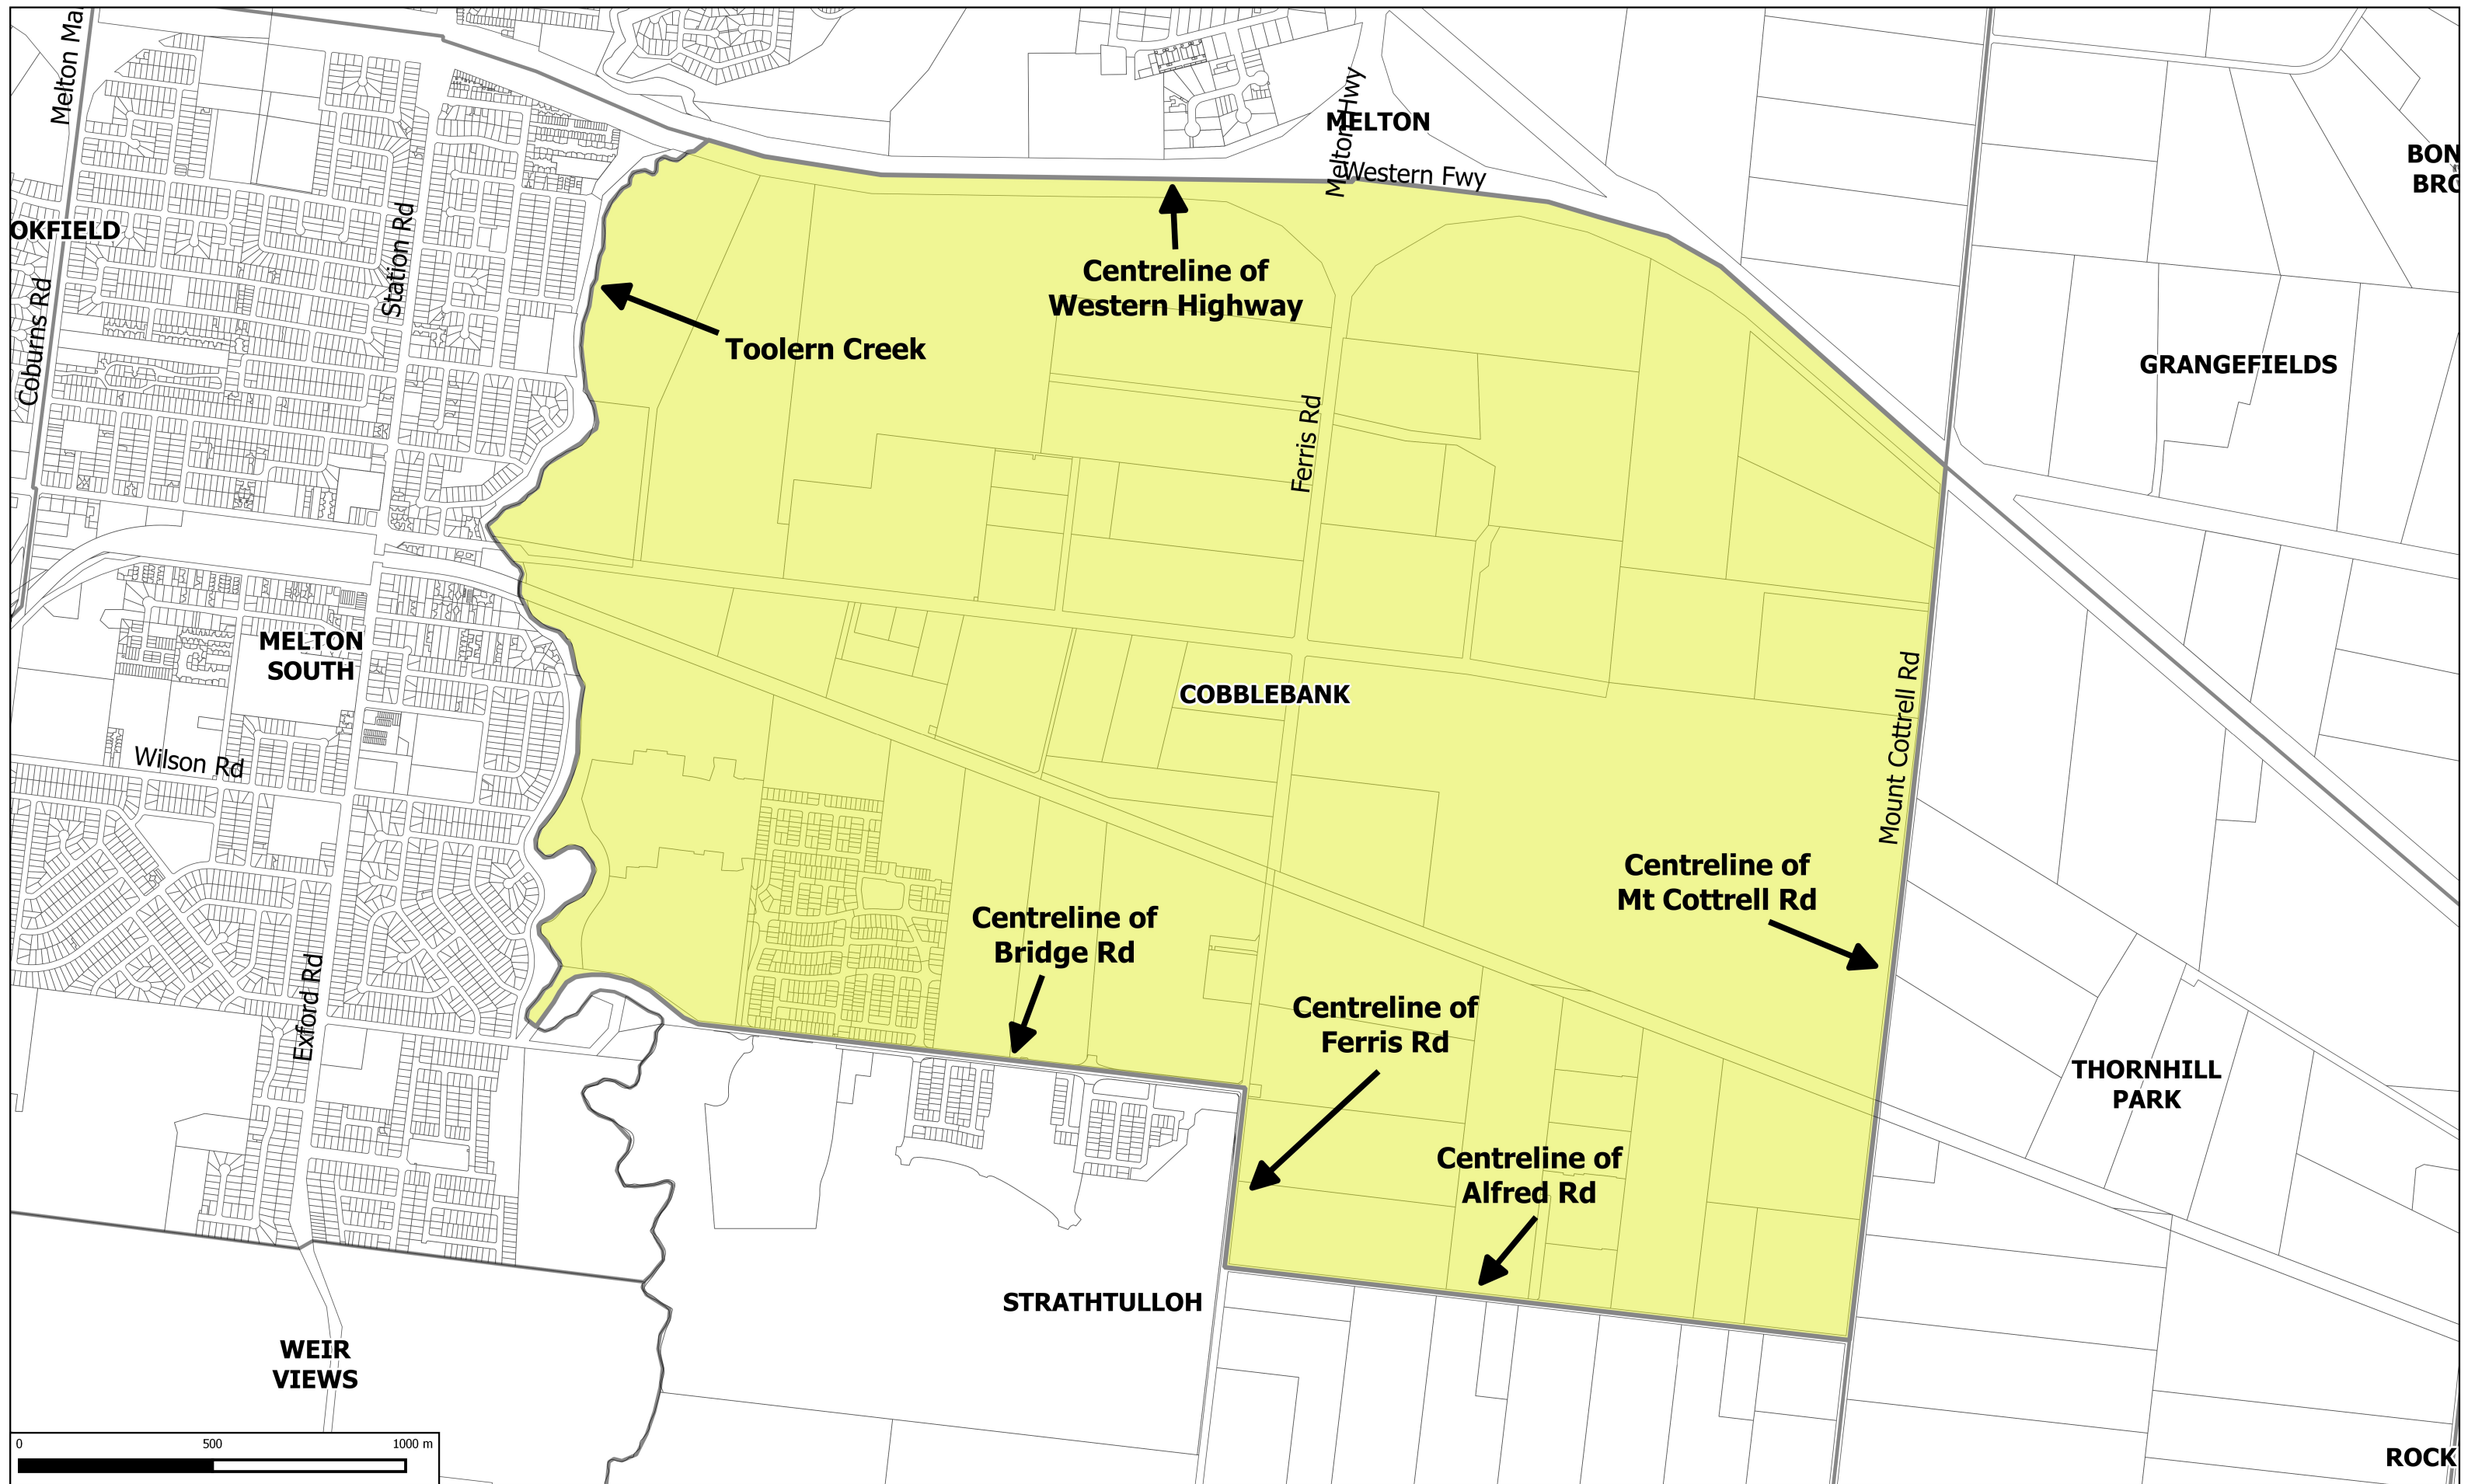 Melton Ma
MELTON
Melton Hwy
Western Fwy
BON
BRO
OKFIELD
Station Rd
Coburns Rd
Centreline of
Western Highway
Toolern Creek
GRANGEFIELDS
Ferris Rd
MELTON
SOUTH
COBBLEBANK
Mount Cottrell Rd
Wilson Rd
Centreline of
Mt Cottrell Rd
Centreline of
Bridge Rd
Exford Rd
Centreline of
Ferris Rd
THORNHILL
PARK
Centreline of
Alfred Rd
STRATHTULLOH
WEIR
VIEWS
0 500 1000 m
ROCK